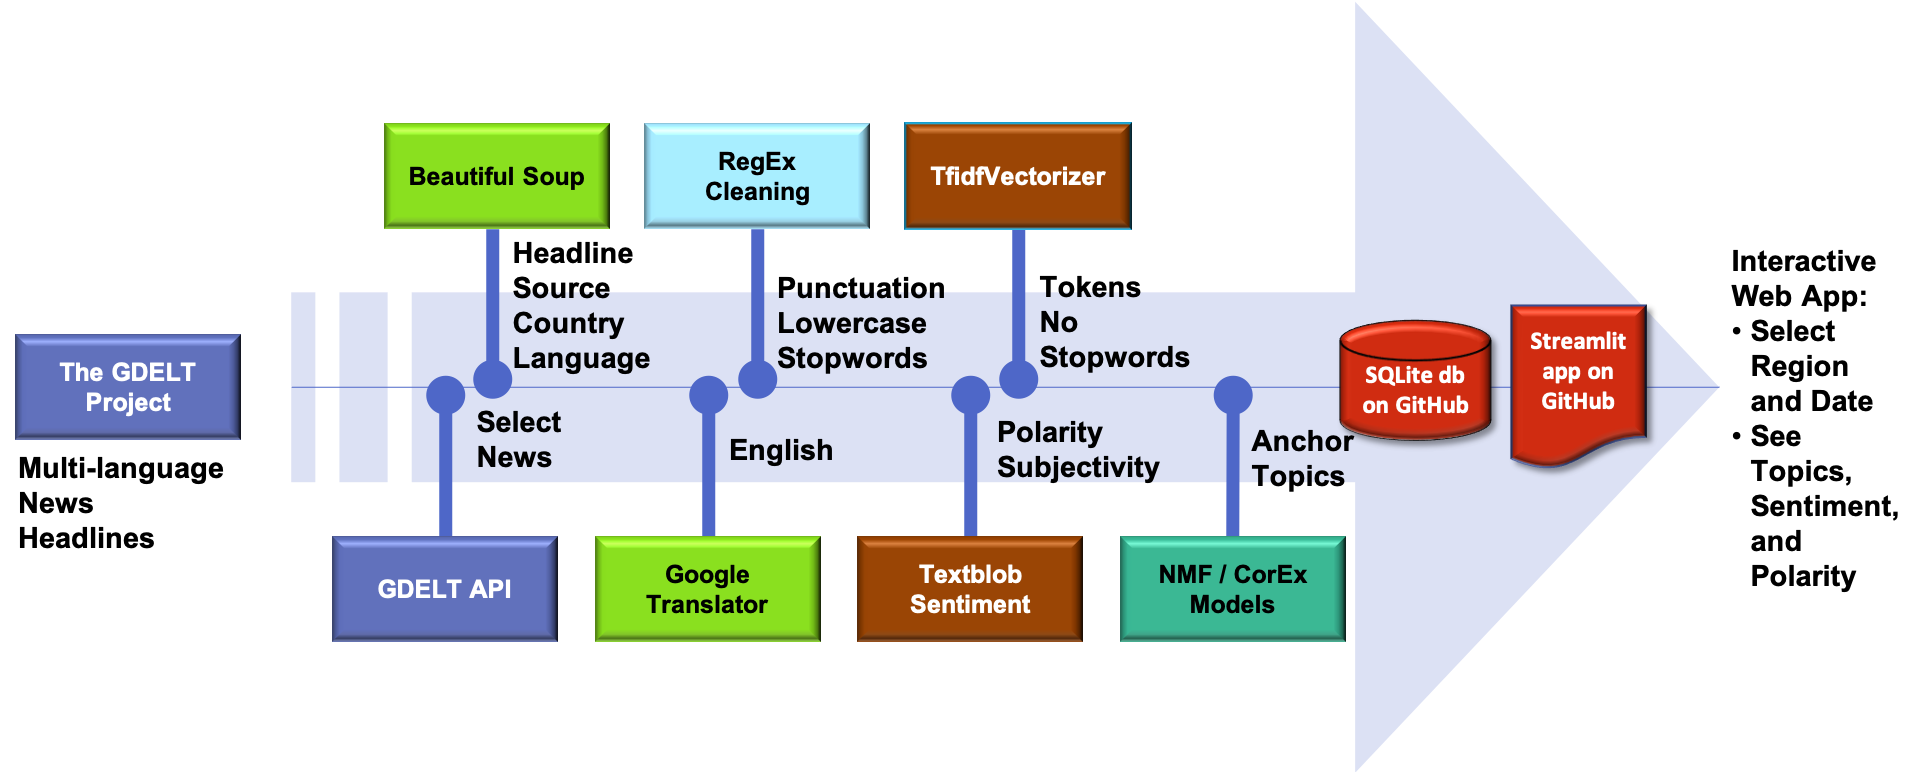 The GDELT
Project
Multi-language
News
Headlines
GDELT API
Select
News
Beautiful Soup
Headline
Source
Country
Language
Google
Translator
English
RegEx
Cleaning
Punctuation
Lowercase
Stopwords
Textblob
Sentiment
Polarity
Subjectivity
TfidfVectorizer
Tokens
No
Stopwords
NMF / CorEx
Models
Anchor
Topics
SQLite db
on GitHub
Streamlit
app on
GitHub
Interactive
Web App:
• Select
Region
and Date
• See
Topics,
Sentiment,
and
Polarity